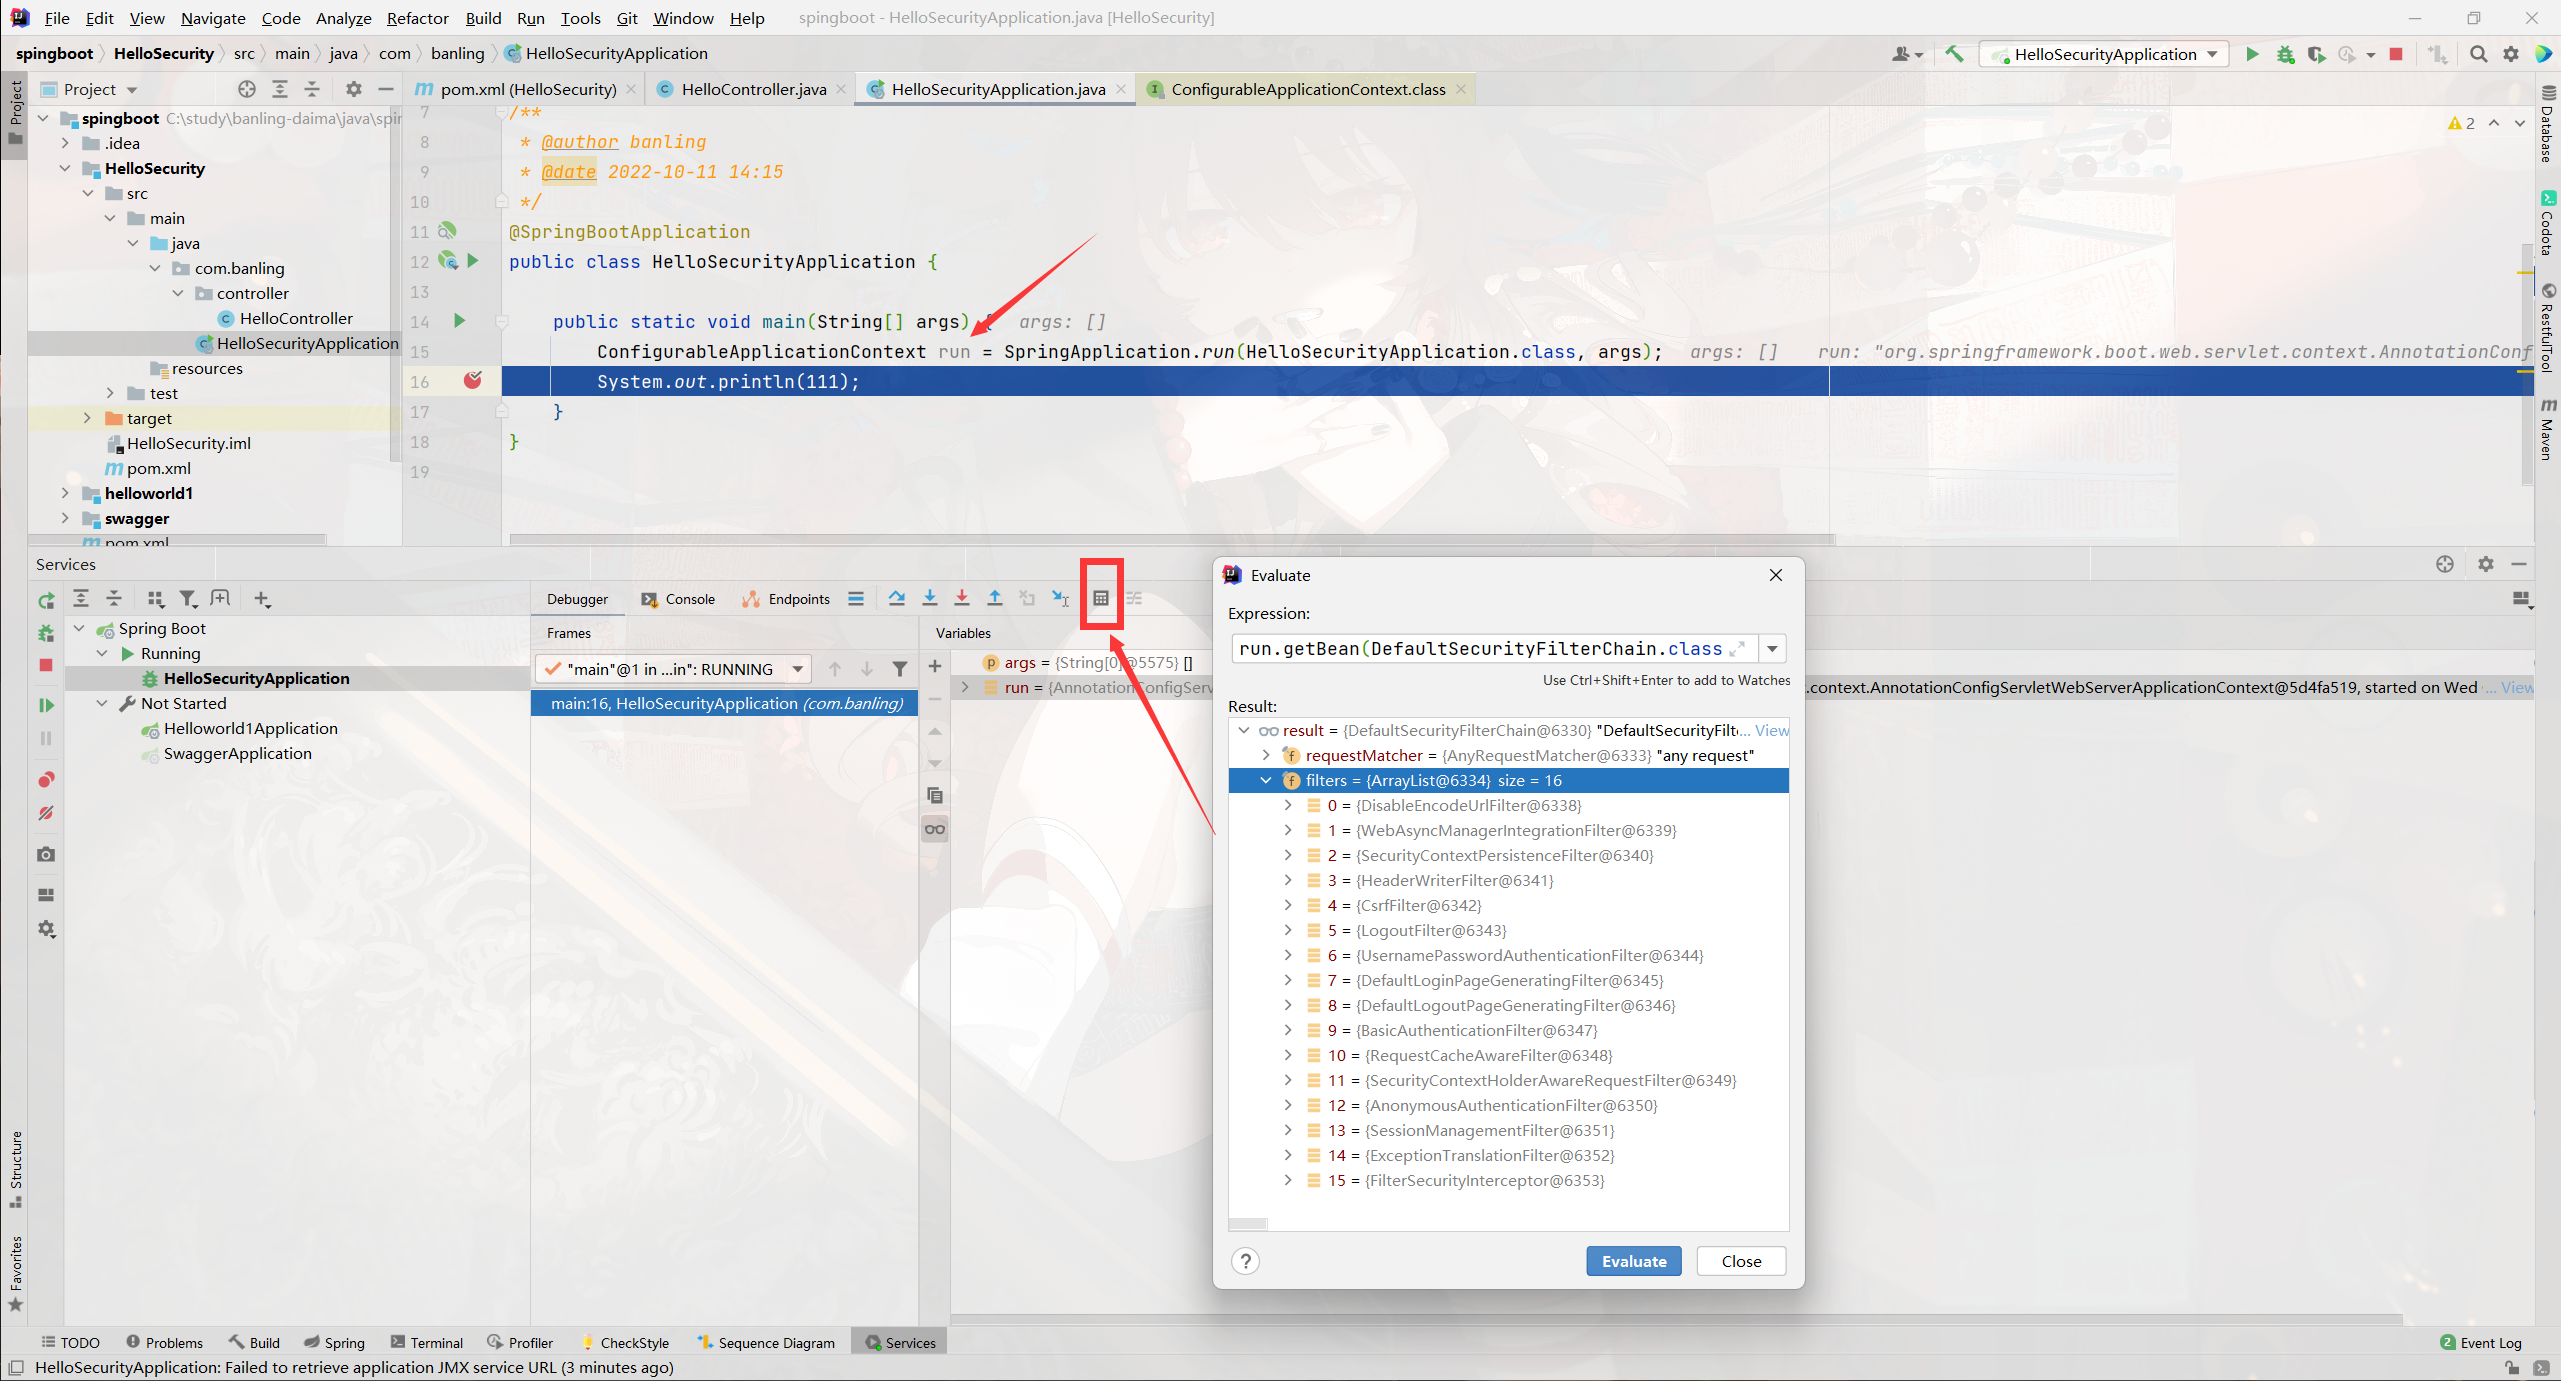 File Edit View Navigate Code Analyze Refactor Build Run Tools Git Window Help spingboot - HelloSecurityApplication.java [HelloSecurity]
spingboot HelloSecurity src main java com banling HelloSecurityApplication
HelloSecurityApplication
Project
pom.xml (HelloSecurity) HelloController.java HelloSecurityApplication.java ConfigurableApplicationContext.class
Project
Structure
Favorites
spingboot C:\study\banling-daima\java\spin
.idea
HelloSecurity
src
main
java
com.banling
controller
HelloController
HelloSecurityApplication
resources
test
target
HelloSecurity.iml
pom.xml
helloworld1
swagger
pom.xml
7 /**
8 * @author banling
9 * @date 2022-10-11 14:15
10 */
11 @SpringBootApplication
12 public class HelloSecurityApplication {
13
14 public static void main(String[] args) { args: []
15 ConfigurableApplicationContext run = SpringApplication.run(HelloSecurityApplication.class, args); args: [] run: "org.springframework.boot.web.servlet.context.AnnotationConf
16 System.out.println(111);
17 }
18 }
19
2
Database
Codota
RestfulTool
Maven
Services
Spring Boot
Running
HelloSecurityApplication
Not Started
Helloworld1Application
SwaggerApplication
Debugger Console Endpoints
Frames
"main"@1 in ...in": RUNNING
main:16, HelloSecurityApplication (com.banling)
Variables
args = {String[0]@5575} []
run = {AnnotationConfigServ
.context.AnnotationConfigServletWebServerApplicationContext@5d4fa519, started on Wed ... View
Evaluate
Expression:
run.getBean(DefaultSecurityFilterChain.class
Use Ctrl+Shift+Enter to add to Watches
Result:
result = {DefaultSecurityFilterChain@6330} "DefaultSecurityFilt... View
requestMatcher = {AnyRequestMatcher@6333} "any request"
filters = {ArrayList@6334} size = 16
0 = {DisableEncodeUrlFilter@6338}
1 = {WebAsyncManagerIntegrationFilter@6339}
2 = {SecurityContextPersistenceFilter@6340}
3 = {HeaderWriterFilter@6341}
4 = {CsrfFilter@6342}
5 = {LogoutFilter@6343}
6 = {UsernamePasswordAuthenticationFilter@6344}
7 = {DefaultLoginPageGeneratingFilter@6345}
8 = {DefaultLogoutPageGeneratingFilter@6346}
9 = {BasicAuthenticationFilter@6347}
10 = {RequestCacheAwareFilter@6348}
11 = {SecurityContextHolderAwareRequestFilter@6349}
12 = {AnonymousAuthenticationFilter@6350}
13 = {SessionManagementFilter@6351}
14 = {ExceptionTranslationFilter@6352}
15 = {FilterSecurityInterceptor@6353}
? Evaluate Close
TODO Problems Build Spring Terminal Profiler CheckStyle Sequence Diagram Services 2 Event Log
HelloSecurityApplication: Failed to retrieve application JMX service URL (3 minutes ago)